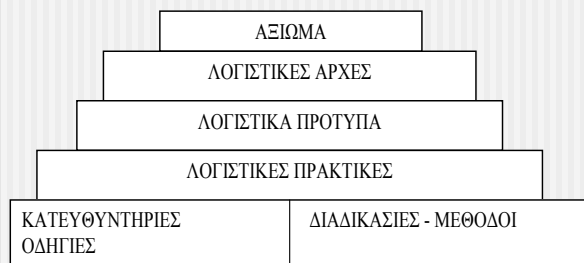 ΑΞΙΩΜΑ
ΛΟΓΙΣΤΙΚΕΣ ΑΡΧΕΣ
ΛΟΓΙΣΤΙΚΑ ΠΡΟΤΥΠΑ
ΛΟΓΙΣΤΙΚΕΣ ΠΡΑΚΤΙΚΕΣ
ΚΑΤΕΥΘΥΝΤΗΡΙΕΣ
ΟΔΗΓΙΕΣ
ΔΙΑΔΙΚΑΣΙΕΣ - ΜΕΘΟΔΟΙ